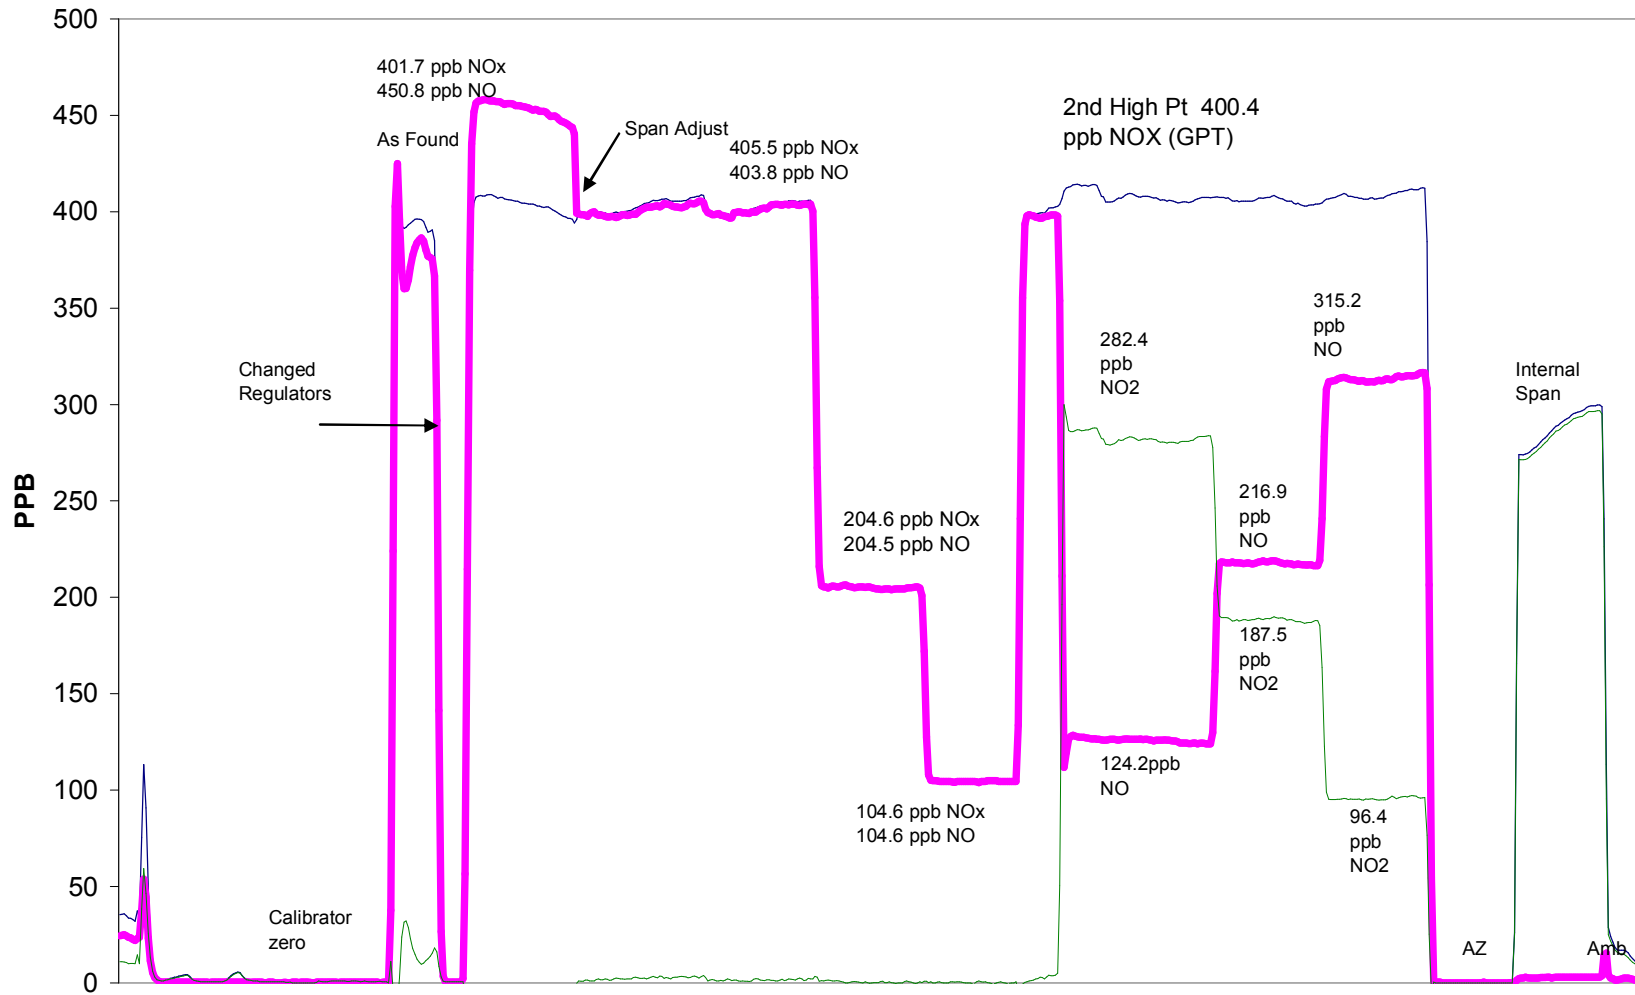 500
450
400
350
300
250
200
150
100
50
0
PPB
401.7 ppb NOx
450.8 ppb NO
As Found
Changed
Regulators
Calibrator
zero
Span Adjust
405.5 ppb NOx
403.8 ppb NO
204.6 ppb NOx
204.5 ppb NO
104.6 ppb NOx
104.6 ppb NO
2nd High Pt 400.4
ppb NOX (GPT)
282.4
ppb
NO2
124.2ppb
NO
216.9
ppb
NO
187.5
ppb
NO2
315.2
ppb
NO
96.4
ppb
NO2
Internal
Span
AZ
Amb